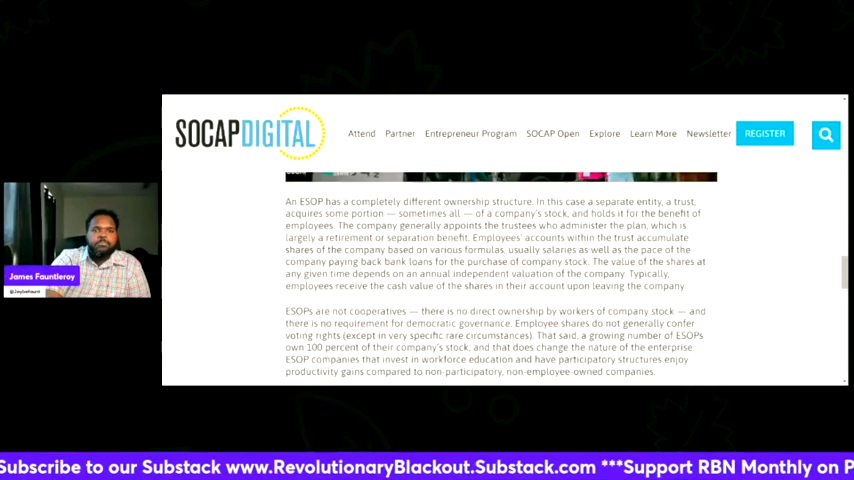 SOCAPDIGITAL
Attend Partner Entrepreneur Program SOCAP Open Explore Learn More Newsletter REGISTER
An ESOP has a completely different ownership structure. In this case a separate entity, a trust,
acquires some portion — sometimes all — of a company's stock, and holds it for the benefit of
employees. The company generally appoints the trustees who administer the plan, which is
largely a retirement or separation benefit. Employees' accounts within the trust accumulate
shares of the company based on various formulas, usually salaries as well as the pace of the
company paying back bank loans for the purchase of company stock. The value of the shares at
any given time depends on an annual independent valuation of the company. Typically,
employees receive the cash value of the shares in their account upon leaving the company.
ESOPs are not cooperatives — there is no direct ownership by workers of company stock — and
there is no requirement for democratic governance. Employee shares do not generally confer
voting rights (except in very specific rare circumstances). That said, a growing number of ESOPs
own 100 percent of their company's stock, and that does change the nature of the enterprise.
ESOP companies that invest in workforce education and have participatory structures enjoy
productivity gains compared to non-participatory, non-employee-owned companies.
James Fauntleroy
Subscribe to our Substack www.RevolutionaryBlackout.Substack.com ***Support RBN Monthly on P